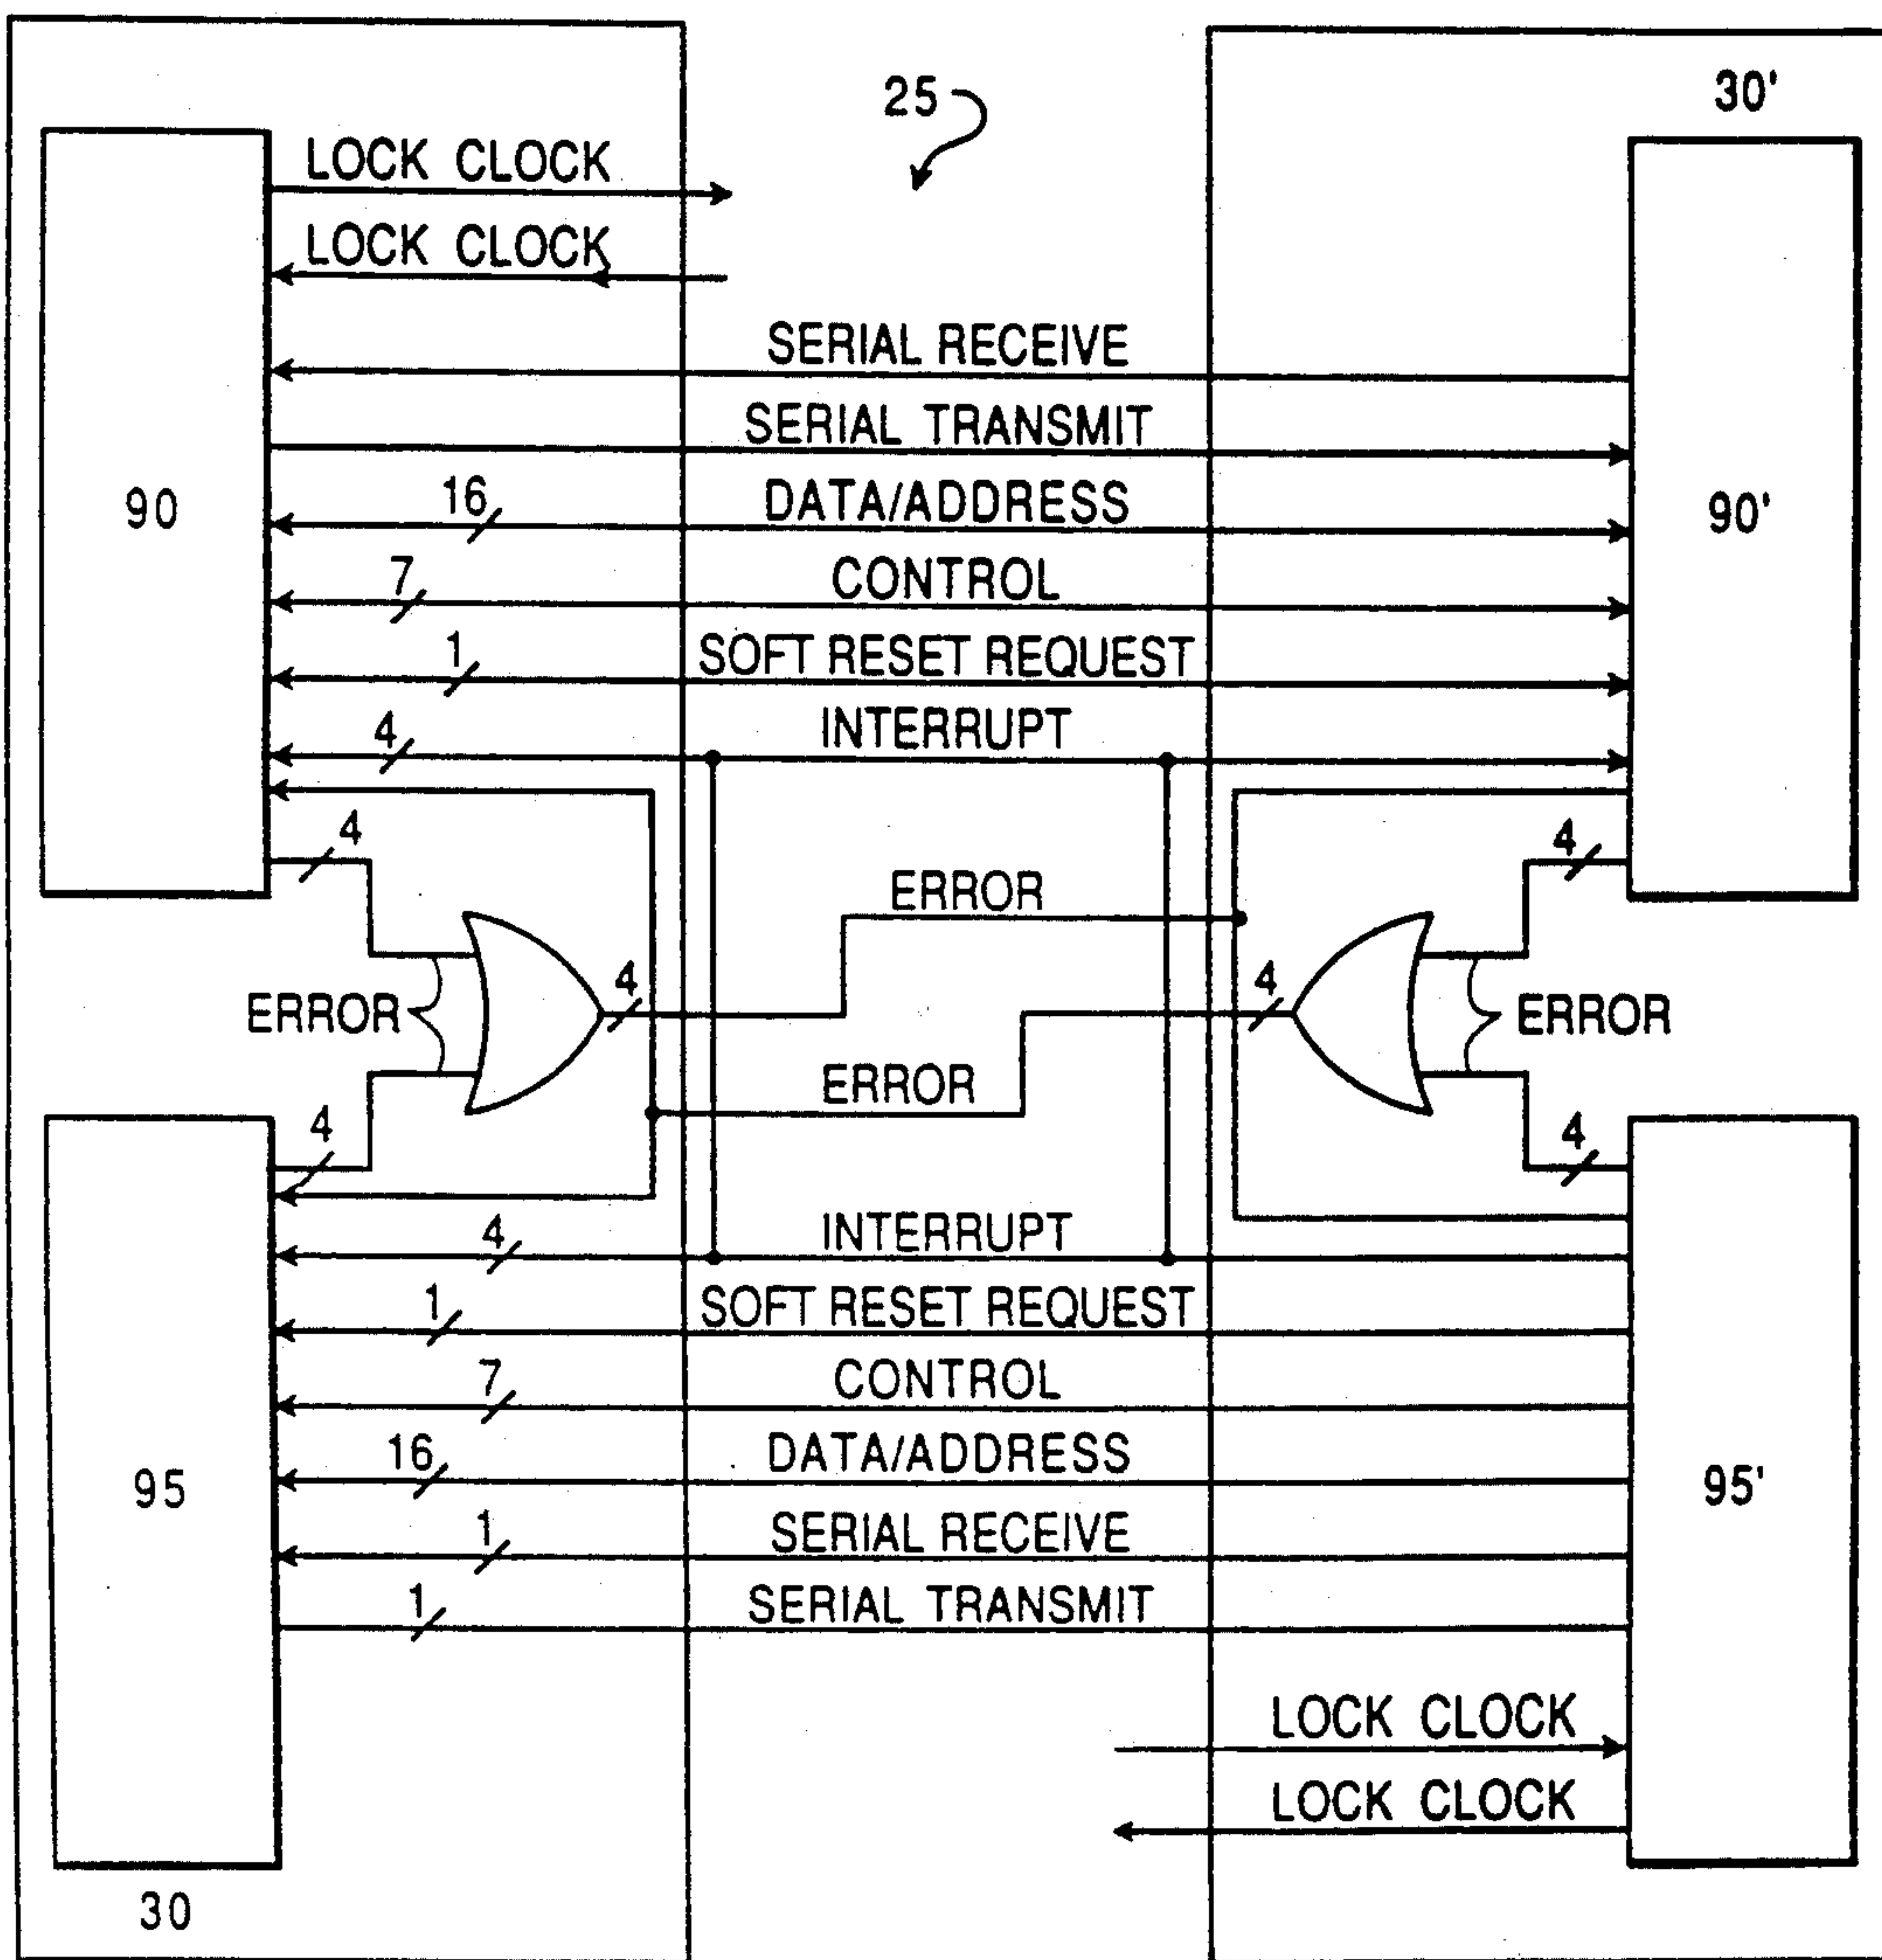 25
30'
LOCK CLOCK
LOCK CLOCK
SERIAL RECEIVE
SERIAL TRANSMIT
90
16
DATA/ADDRESS
90'
7
CONTROL
1
SOFT RESET REQUEST
4
INTERRUPT
4
4
ERROR
ERROR
4
4
ERROR
ERROR
4
4
4
INTERRUPT
1
SOFT RESET REQUEST
7
CONTROL
95
16
DATA/ADDRESS
95'
1
SERIAL RECEIVE
1
SERIAL TRANSMIT
LOCK CLOCK
LOCK CLOCK
30